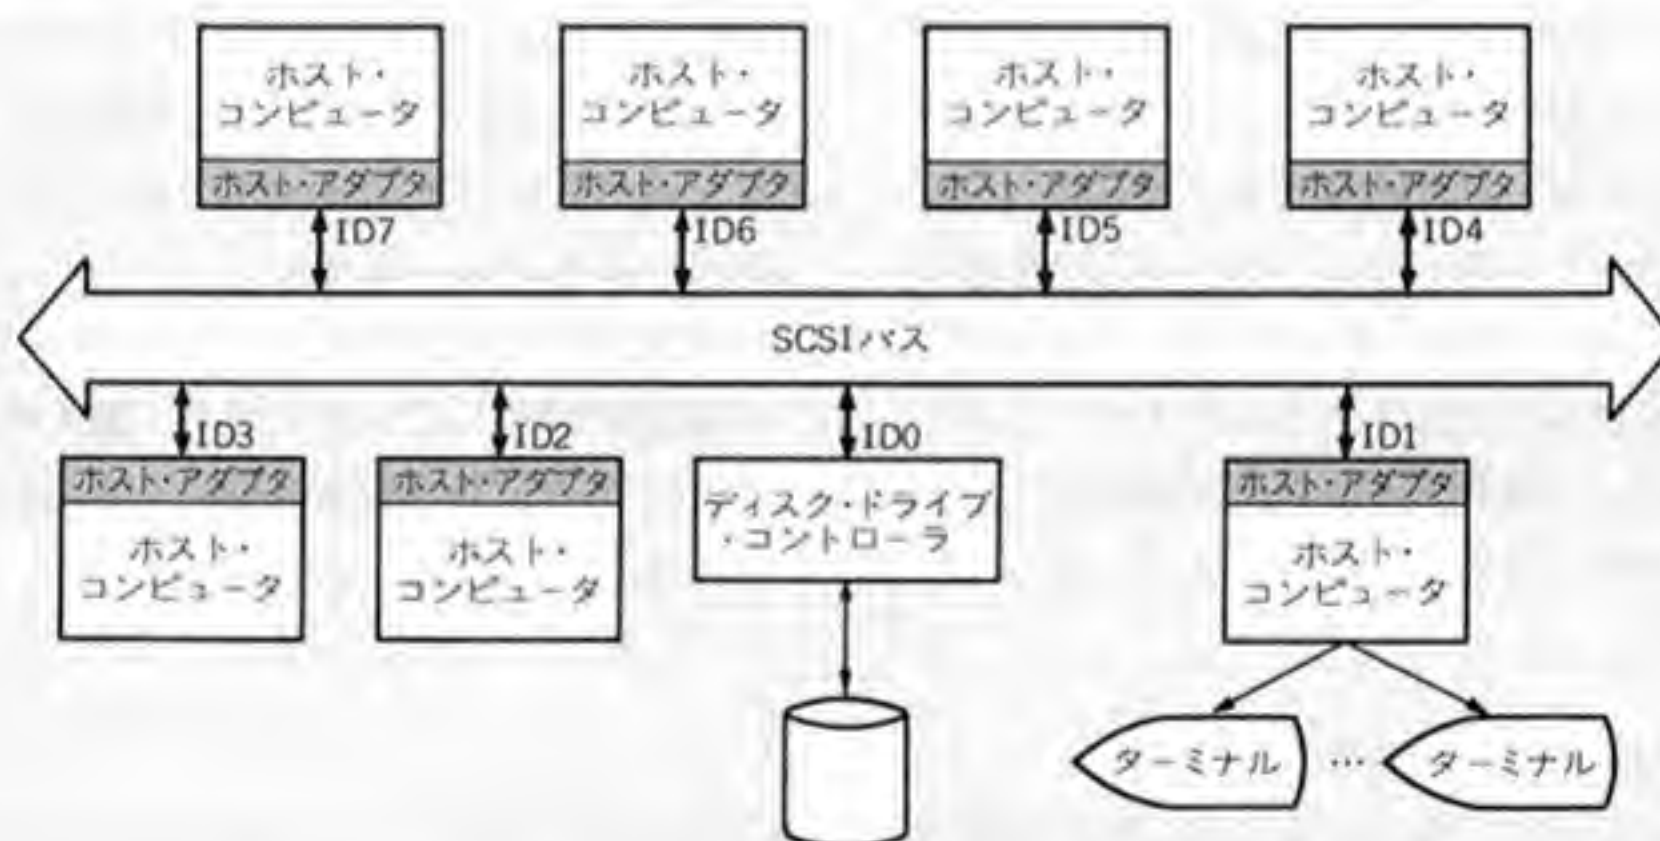 ホスト・
コンピュータ
ホスト・アダプタ
ID7
ホスト・
コンピュータ
ホスト・アダプタ
ID6
ホスト・
コンピュータ
ホスト・アダプタ
ID5
ホスト・
コンピュータ
ホスト・アダプタ
ID4
SCSIバス
ID3
ホスト・アダプタ
ホスト・
コンピュータ
ID2
ホスト・アダプタ
ホスト・
コンピュータ
ID0
ディスク・ドライブ
・コントローラ
ID1
ホスト・アダプタ
ホスト・
コンピュータ
ターミナル … ターミナル